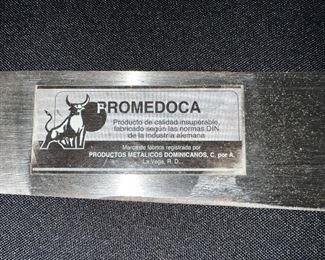 PROMEDOCA
Producto de calidad insuperable,
fabricado según las normas DIN
de la industria alemana
Marca de fabrica registrada por
PRODUCTOS METALICOS DOMINICANOS, C. por A.
La Vega, R. D.